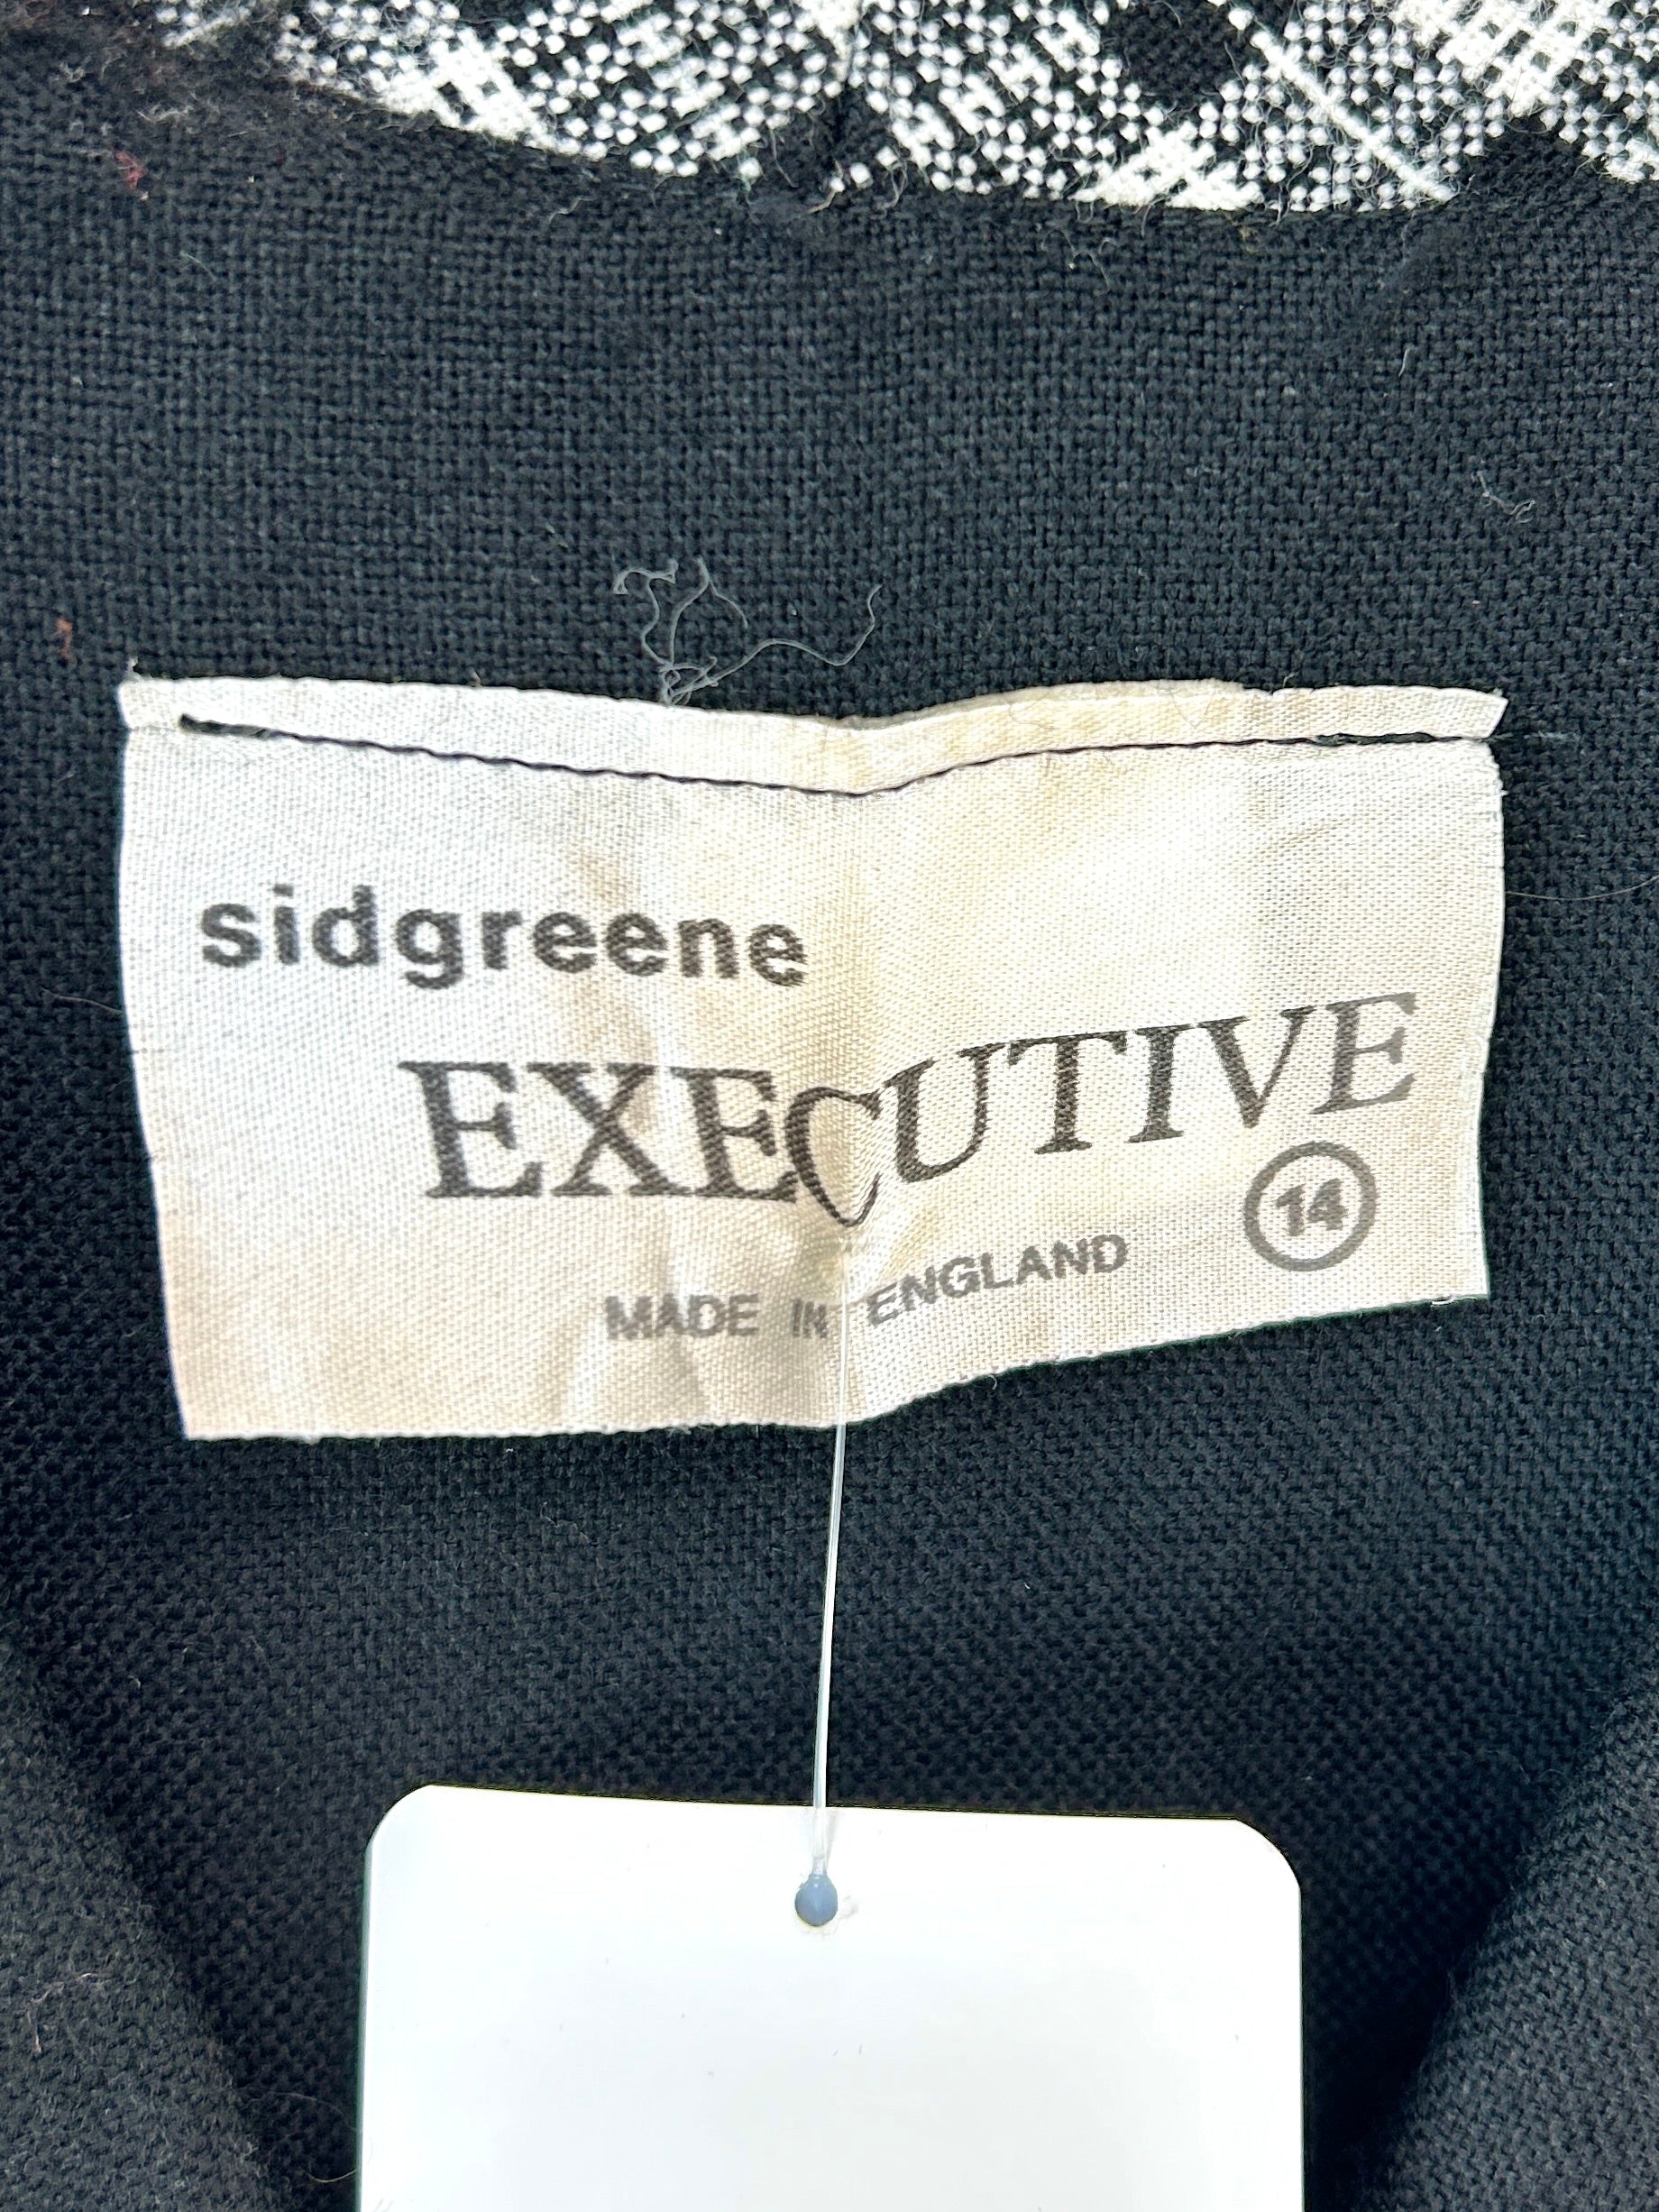 sidgreene
EXECUTIVE
14
MADE IN ENGLAND